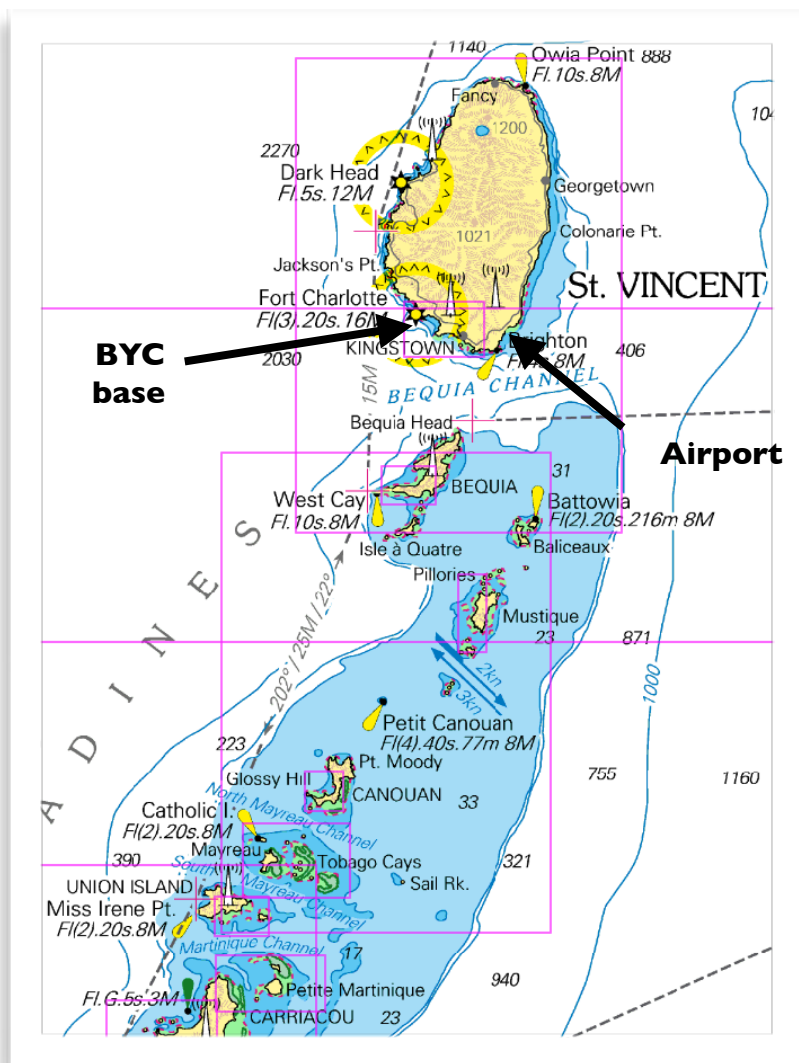 1140
Owia Point 888
Fl.10s.8M
Fancy
1200
2270
Dark Head
Fl.5s.12M
Georgetown
Colonarie Pt.
1021
Jackson's Pt.
Fort Charlotte
Fl(3).20s.16M
St. VINCENT
BYC
base
2030
KINGSTOWN
Brighton
8M
406
15M
BEQUIA CHANNEL
Bequia Head
Airport
31
BEQUIA
West Cay
Fl.10s.8M
Battowia
Fl(2).20s.216m 8M
Isle à Quatre
Baliceaux
Pillories
Mustique
23
871
ADINES
202°/25M/22°
2kn
3kn
1000
Petit Canouan
Fl(4).40s.77m 8M
223
Pt. Moody
Glossy Hill
CANOUAN
33
755
1160
North Mayreau Channel
Catholic I.
Fl(2).20s.8M
Mayreau
390
Tobago Cays
321
South Mayreau Channel
Sail Rk.
UNION ISLAND
Miss Irene Pt.
Fl(2).20s.8M
Martinique Channel
17
940
Fl.G.5s.3M
Petite Martinique
CARRIACOU
23